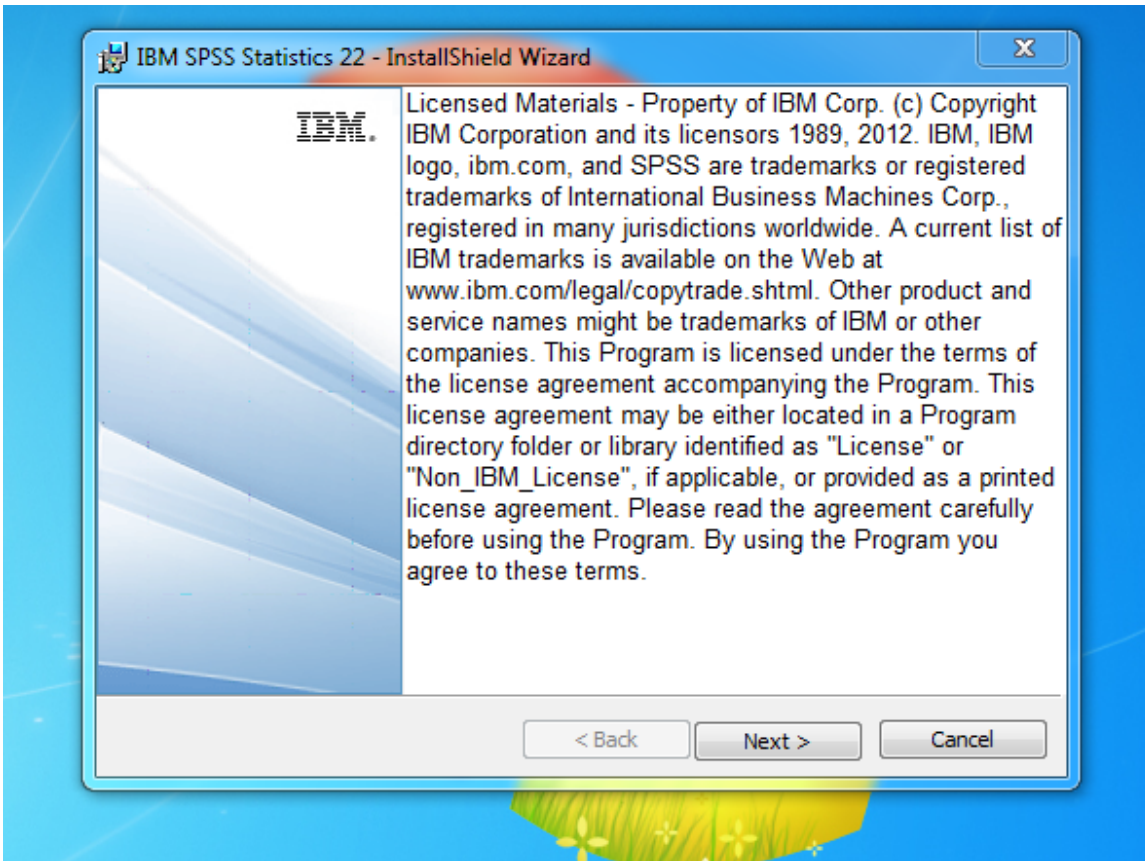 IBM SPSS Statistics 22 - InstallShield Wizard
IBM.
Licensed Materials - Property of IBM Corp. (c) Copyright
IBM Corporation and its licensors 1989, 2012. IBM, IBM
logo, ibm.com, and SPSS are trademarks or registered
trademarks of International Business Machines Corp.,
registered in many jurisdictions worldwide. A current list of
IBM trademarks is available on the Web at
www.ibm.com/legal/copytrade.shtml. Other product and
service names might be trademarks of IBM or other
companies. This Program is licensed under the terms of
the license agreement accompanying the Program. This
license agreement may be either located in a Program
directory folder or library identified as "License" or
"Non_IBM_License", if applicable, or provided as a printed
license agreement. Please read the agreement carefully
before using the Program. By using the Program you
agree to these terms.
< Back
Next >
Cancel